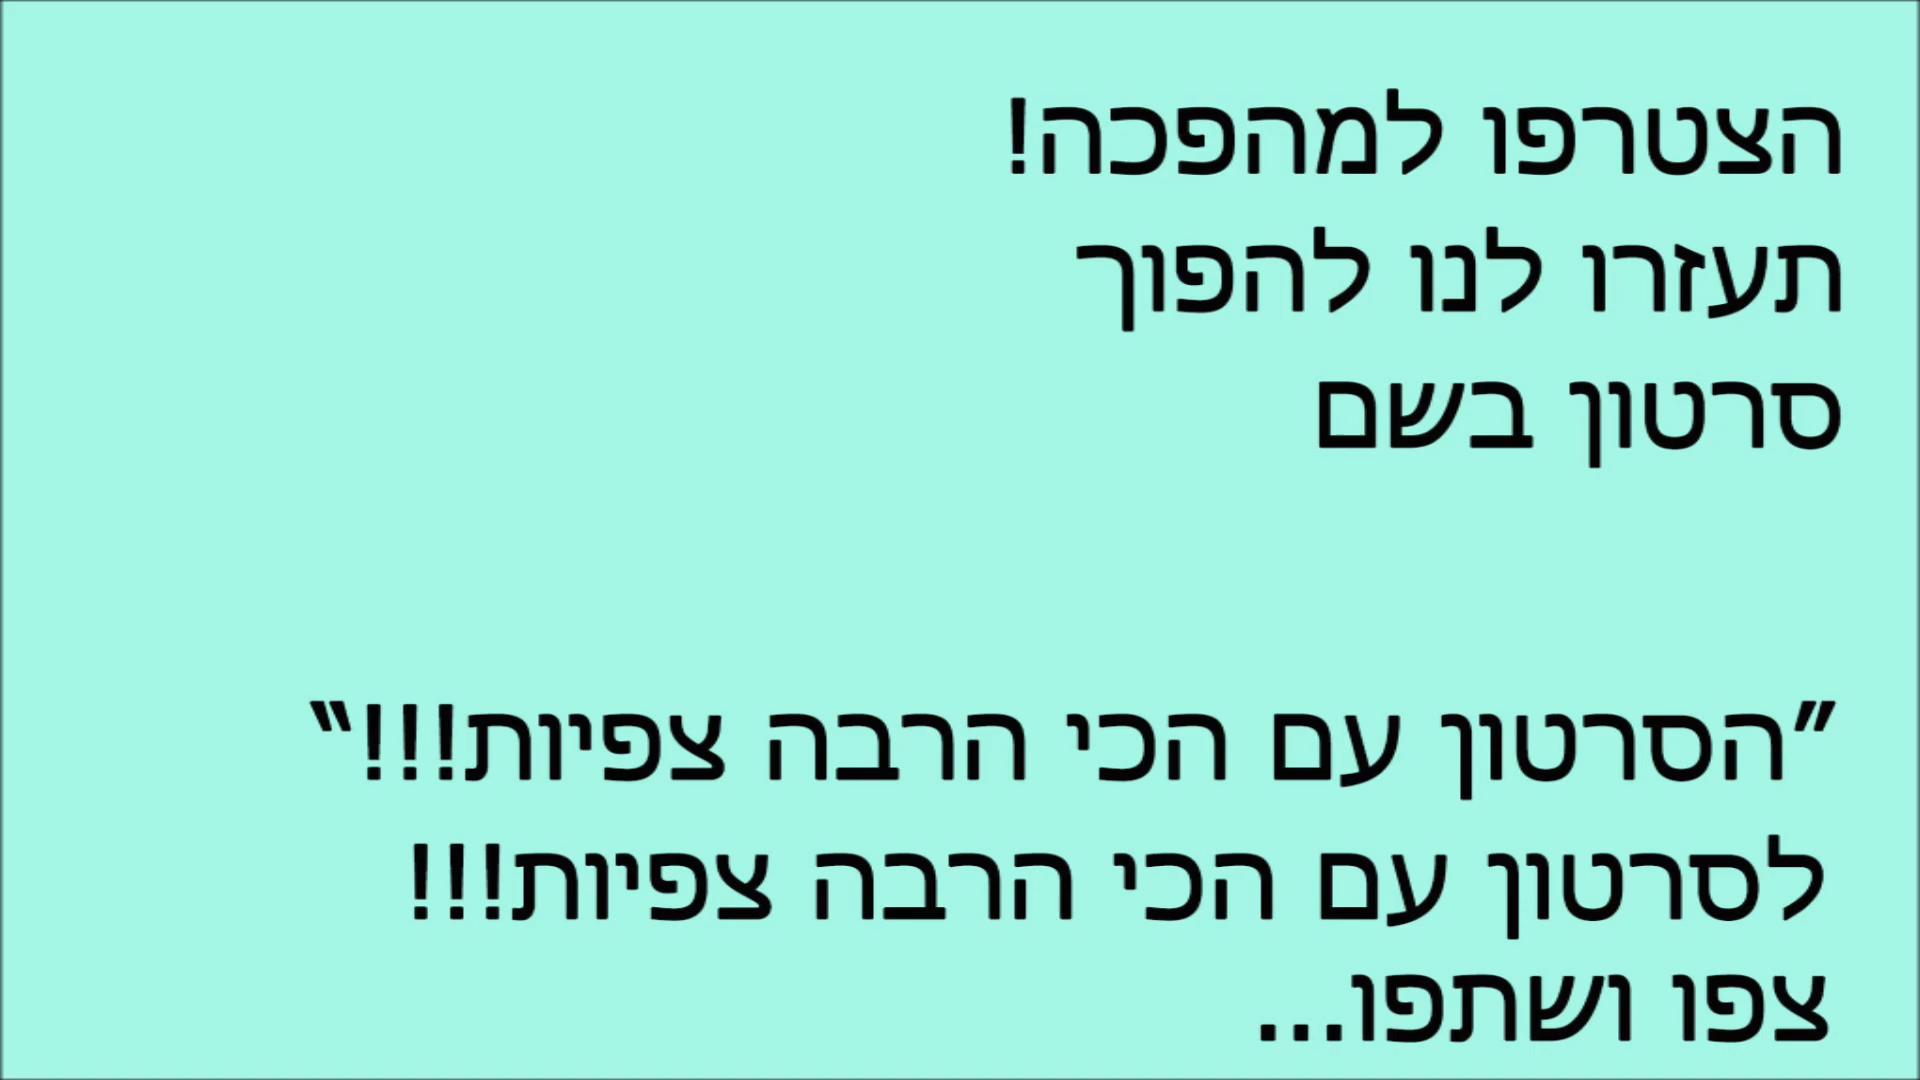 הצטרפו למהפכה!
תעזרו לנו להפוך
סרטון בשם
״הסרטון עם הכי הרבה צפיות!!!‟
לסרטון עם הכי הרבה צפיות!!!
צפו ושתפו...